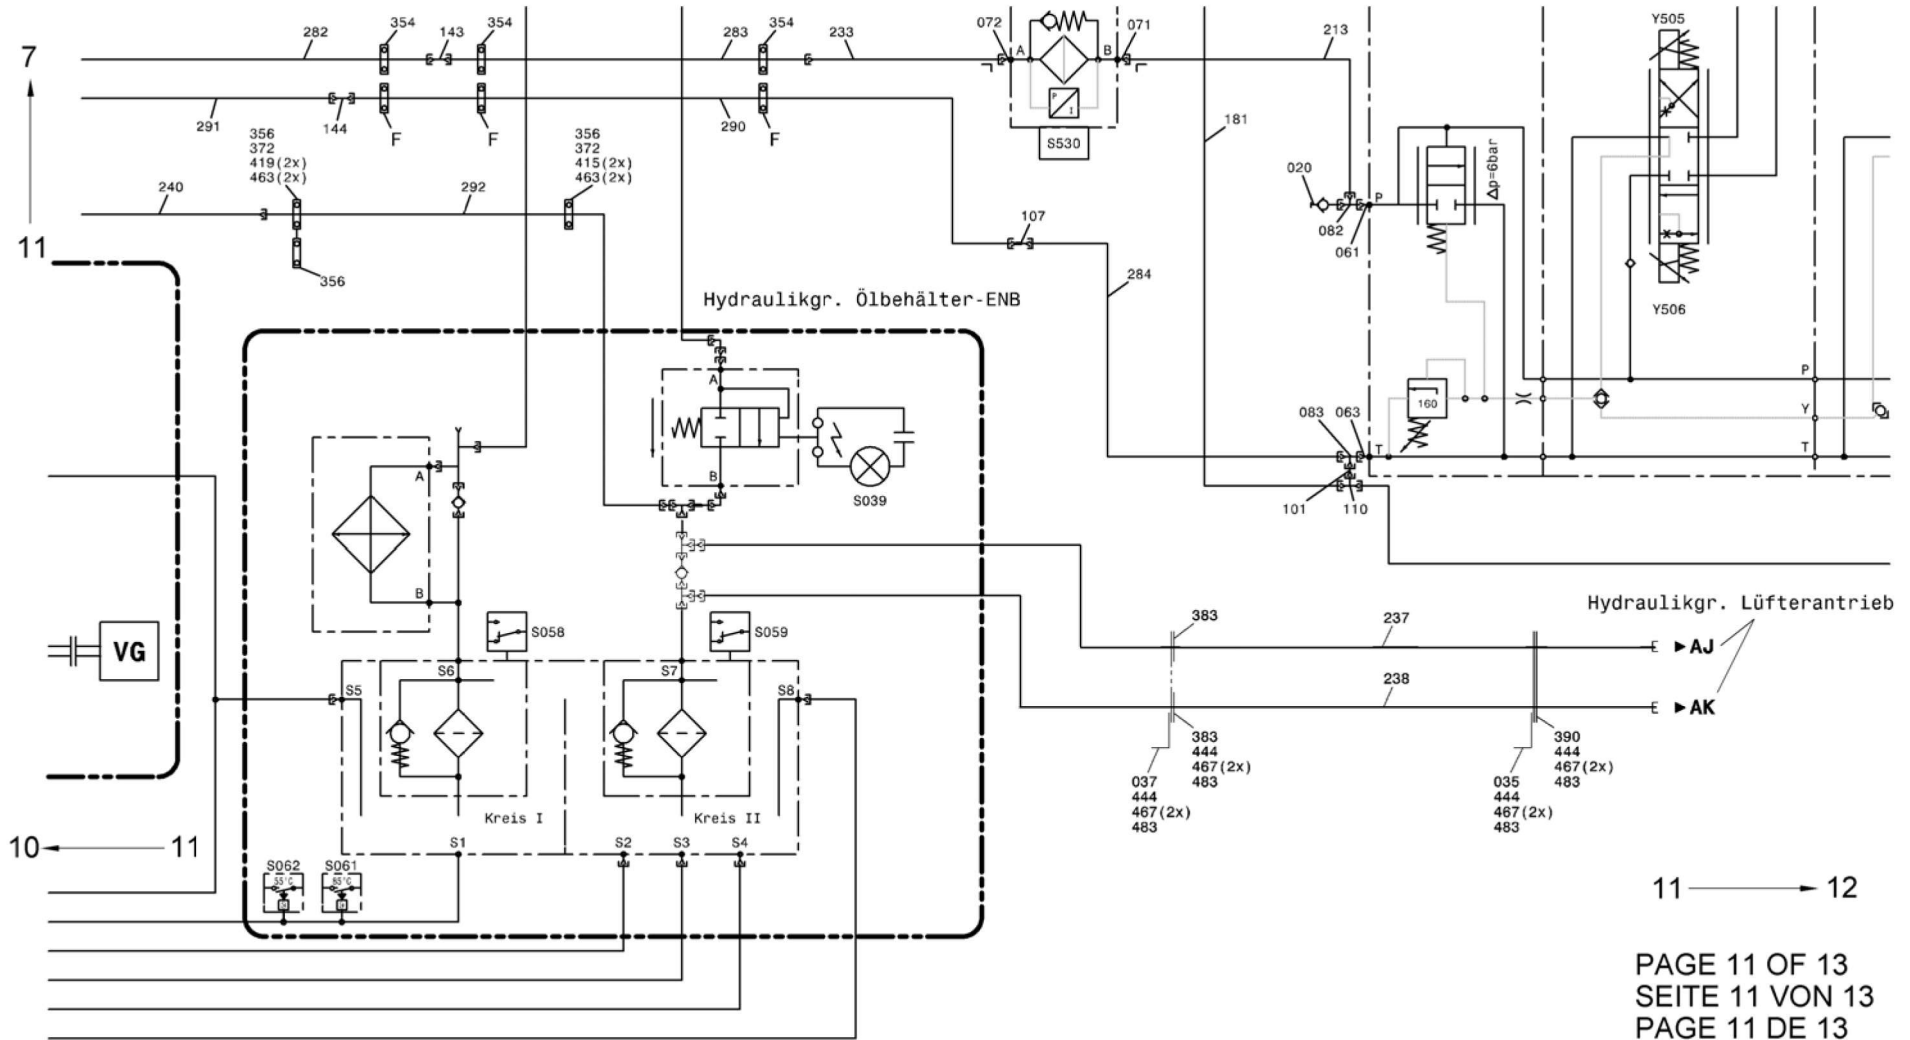 282
354
143
354
283
354
233
072
A
B
071
213
Y505
7
291
144
F
F
290
F
P
I
S530
181
356
372
419(2x)
463(2x)
356
372
415(2x)
463(2x)
240
292
020
P
Δp=6bar
082
061
107
11
356
284
Y506
Hydraulikgr. Ölbehälter-ENB
A
B
S039
A
B
160
083
063
T
101
110
P
Y
T
Hydraulikgr. Lüfterantrieb
VG
S058
S059
383
237
AJ
S5
S6
S7
S8
238
AK
383
444
467(2x)
483
390
444
467(2x)
483
037
444
467(2x)
483
035
444
467(2x)
483
Kreis I
Kreis II
10
11
S1
S2
S3
S4
S062
S061
55°C
11
12
PAGE 11 OF 13
SEITE 11 VON 13
PAGE 11 DE 13